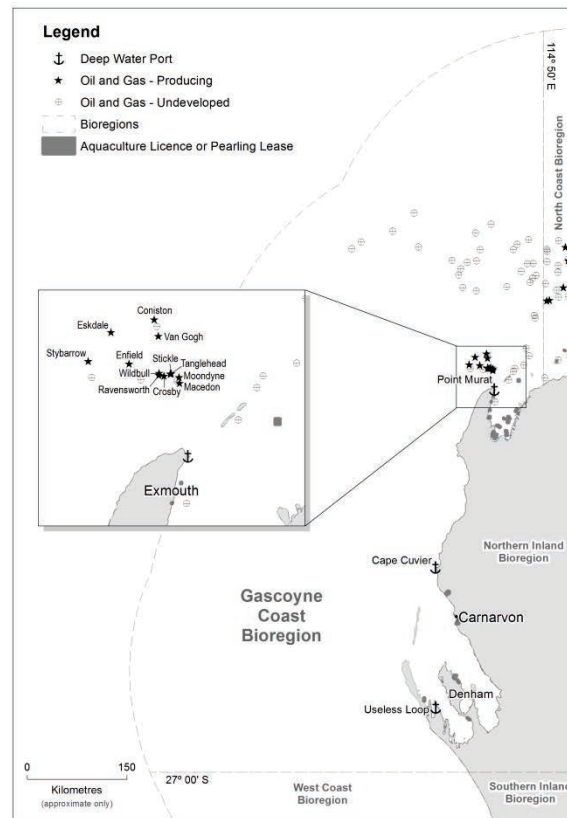 Legend
Deep Water Port
Oil and Gas - Producing
Oil and Gas - Undeveloped
Bioregions
Aquaculture Licence or Pearling Lease
114° 50' E
North Coast Bioregion
Coniston
Eskdale
Van Gogh
Stybarrow
Enfield
Stickle
Tanglehead
Wildbull
Moondyne
Ravensworth
Crosby
Macedon
Point Murat
Exmouth
Northern Inland
Bioregion
Cape Cuvier
Gascoyne
Coast
Bioregion
Carnarvon
Denham
Useless Loop
0
150
Kilometres
(approximate only)
27° 00' S
West Coast
Bioregion
Southern Inland
Bioregion